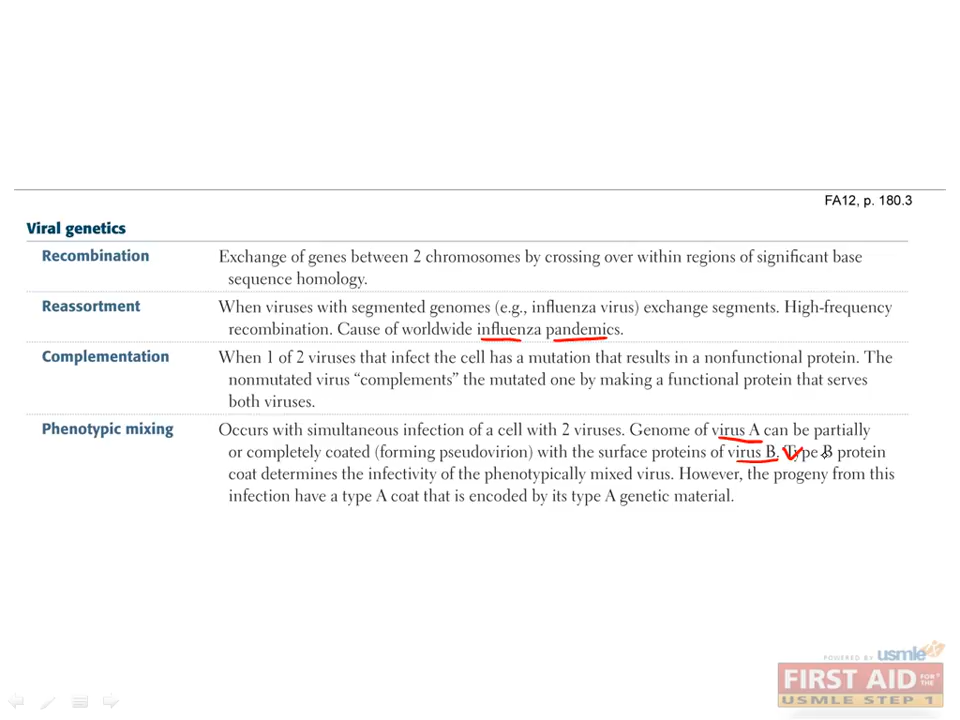 FA12, p. 180.3
Viral genetics
Recombination
Exchange of genes between 2 chromosomes by crossing over within regions of significant base
sequence homology.
Reassortment
When viruses with segmented genomes (e.g., influenza virus) exchange segments. High-frequency
recombination. Cause of worldwide influenza pandemics.
Complementation
When 1 of 2 viruses that infect the cell has a mutation that results in a nonfunctional protein. The
nonmutated virus “complements” the mutated one by making a functional protein that serves
both viruses.
Phenotypic mixing
Occurs with simultaneous infection of a cell with 2 viruses. Genome of virus A can be partially
or completely coated (forming pseudovirion) with the surface proteins of virus B. Type B protein
coat determines the infectivity of the phenotypically mixed virus. However, the progeny from this
infection have a type A coat that is encoded by its type A genetic material.
POWERED BY usmle
FIRST AID FOR THE
USMLE STEP 1